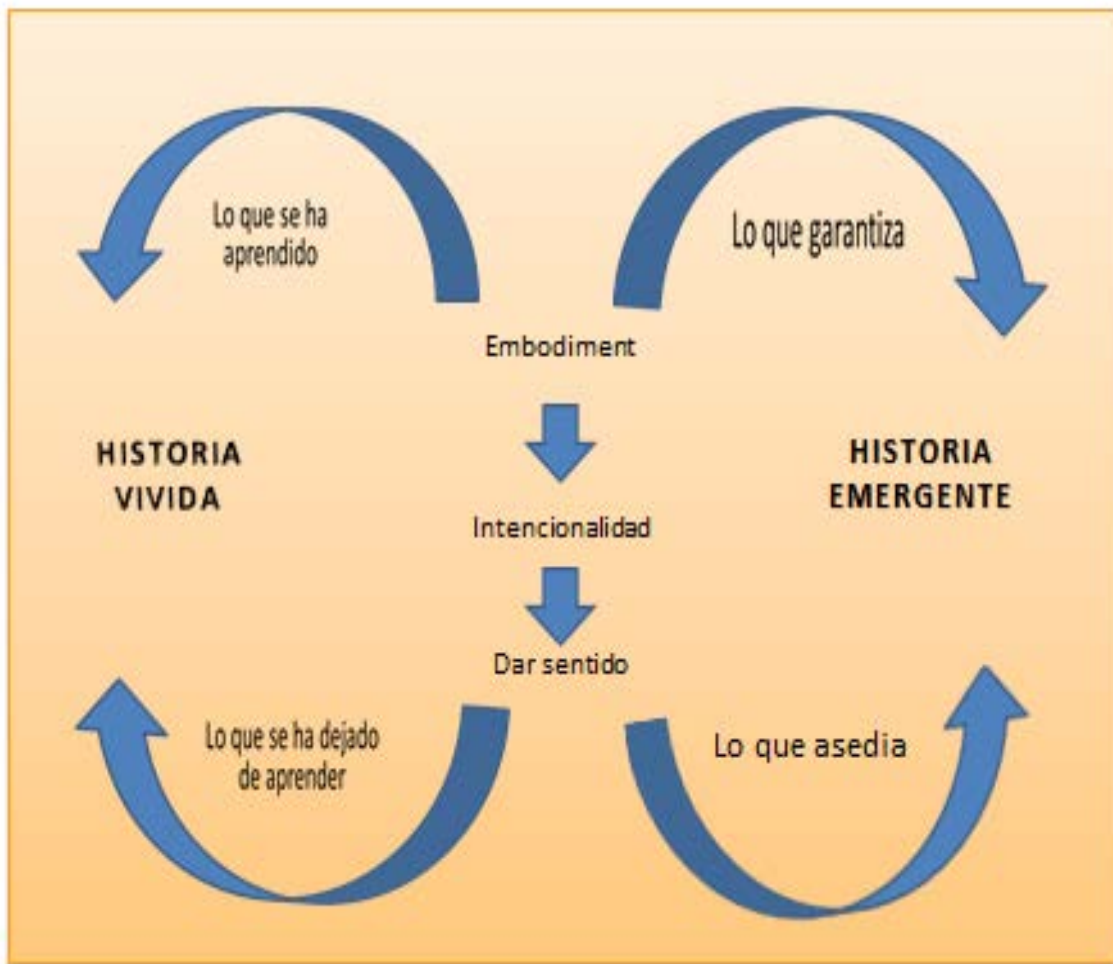 Lo que se ha
aprendido
Lo que garantiza
Embodiment
HISTORIA
VIVIDA
HISTORIA
EMERGENTE
Intencionalidad
Dar sentido
Lo que se ha dejado
de aprender
Lo que asedia